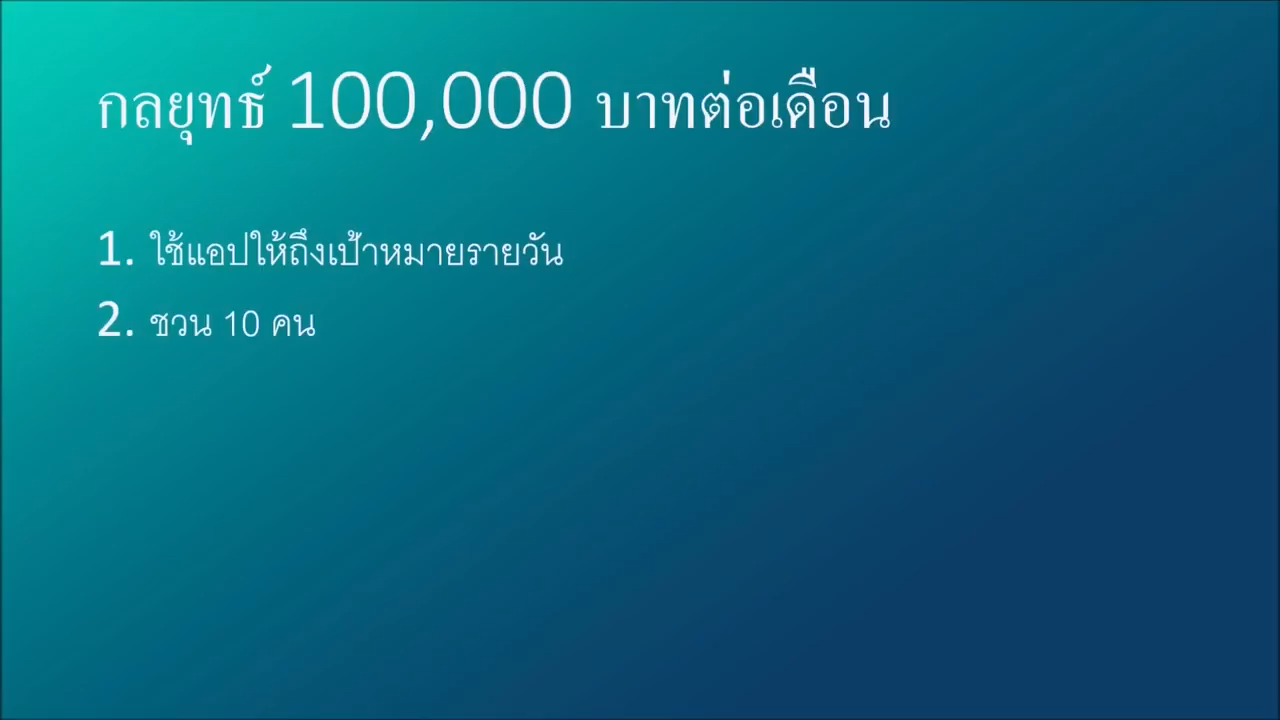 กลยุทธ์ 100,000 บาทต่อเดือน
1. ใช้แอปให้ถึงเป้าหมายรายวัน
2. ชวน 10 คน